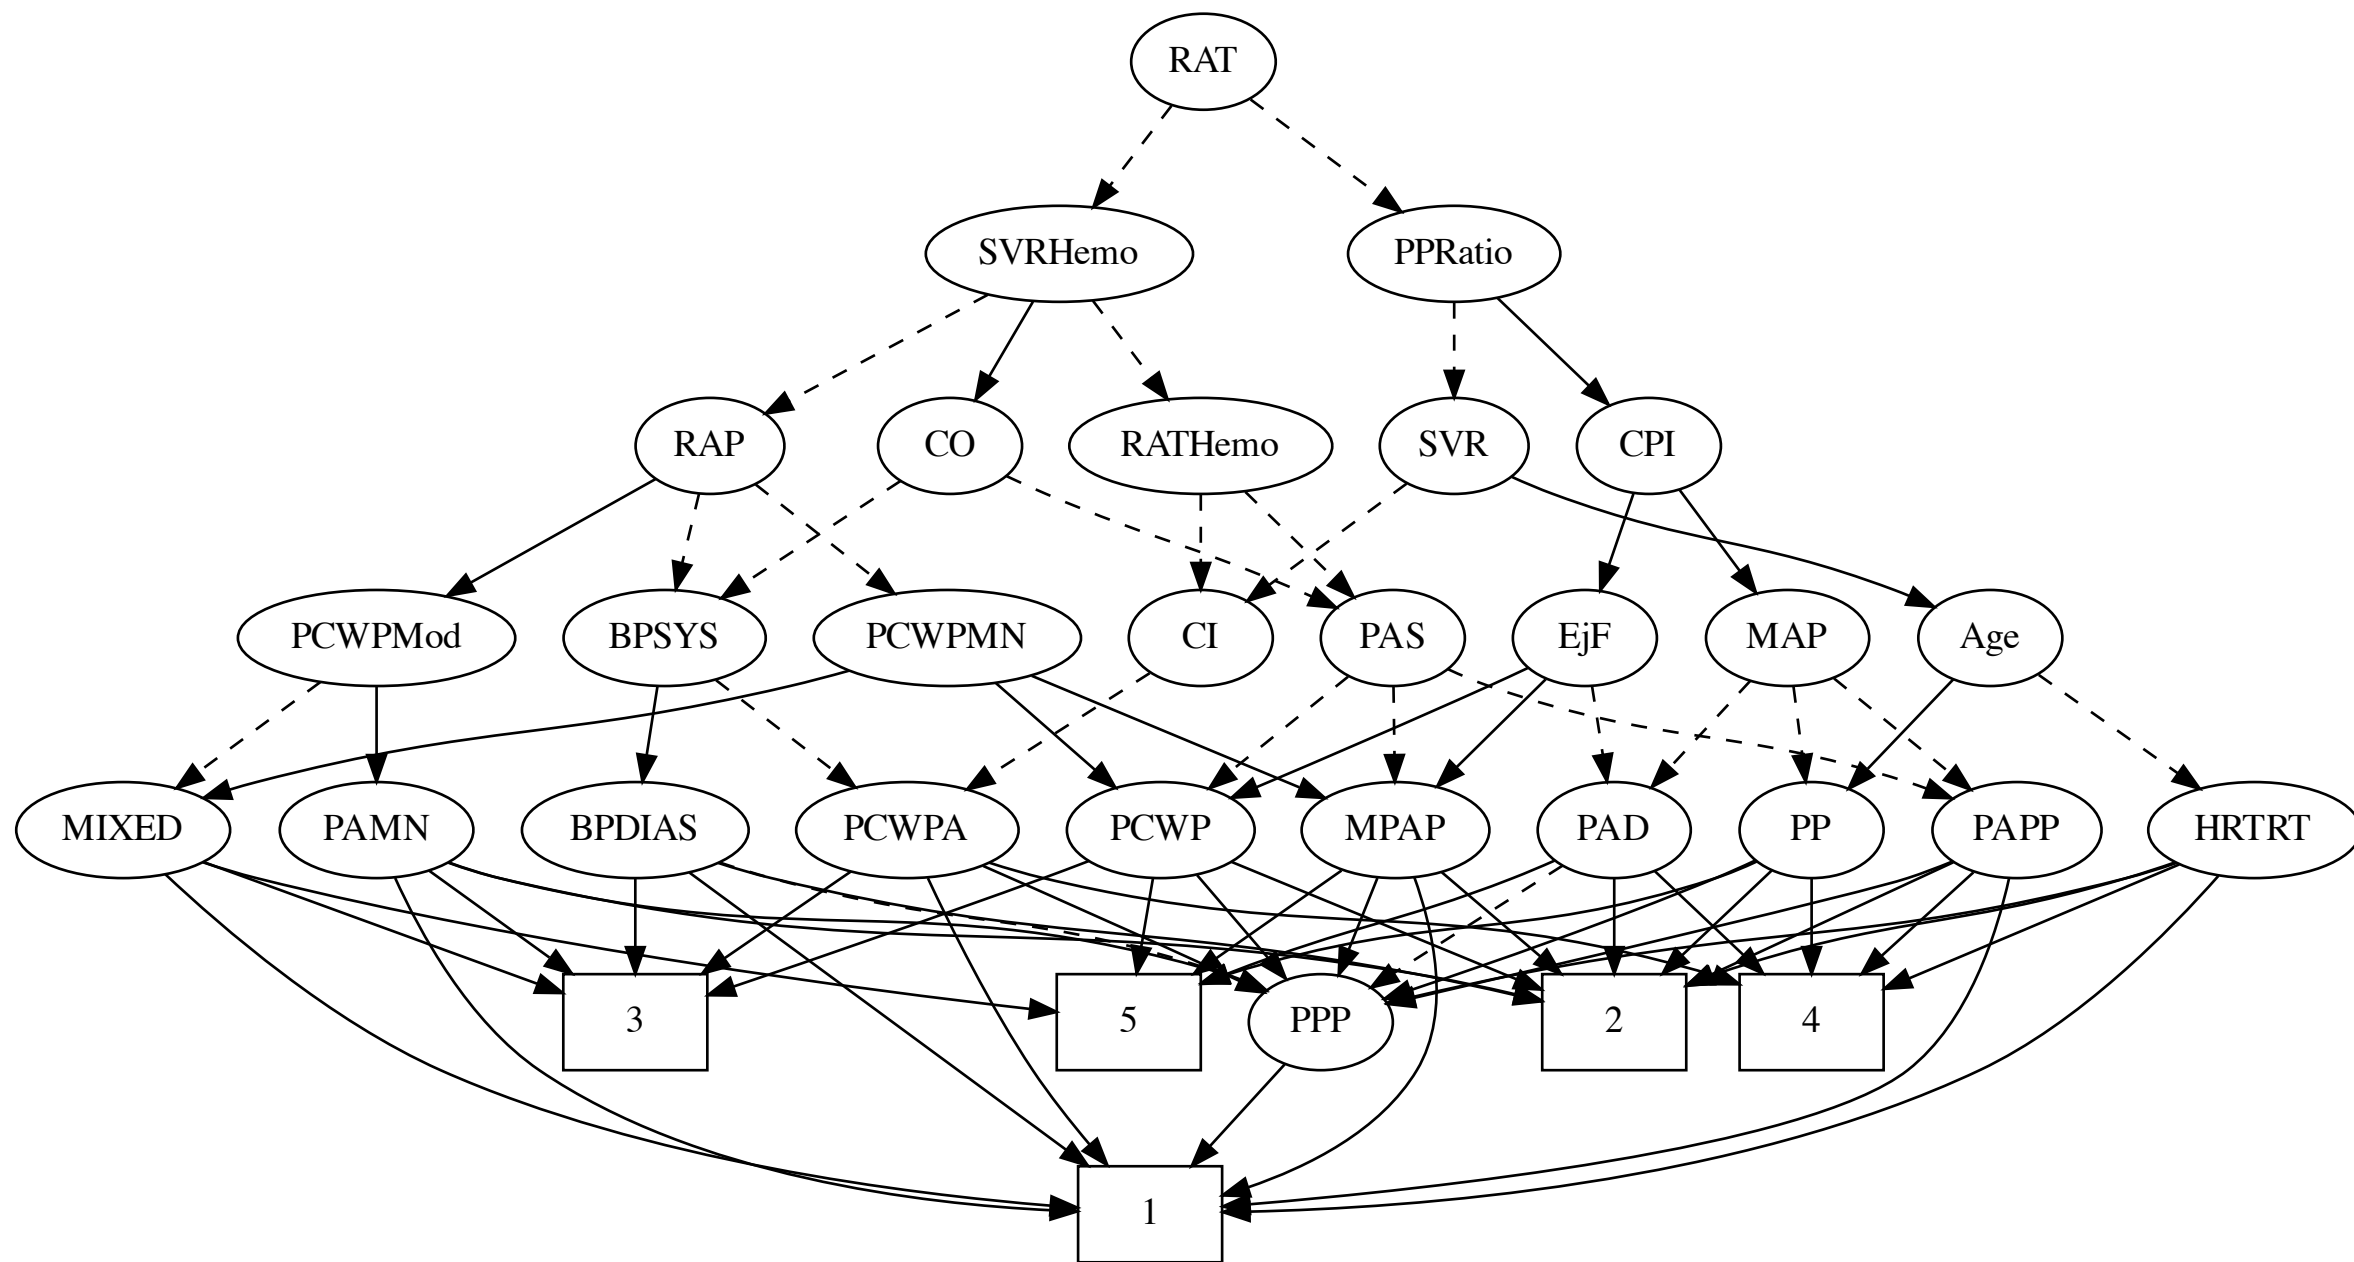 RAT
SVRHemo
PPRatio
RAP
CO
RATHemo
SVR
CPI
PCWPMod
BPSYS
PCWPMN
CI
PAS
EjF
MAP
Age
MIXED
PAMN
BPDIAS
PCWPA
PCWP
MPAP
PAD
PP
PAPP
HRTRT
3
5
PPP
2
4
1